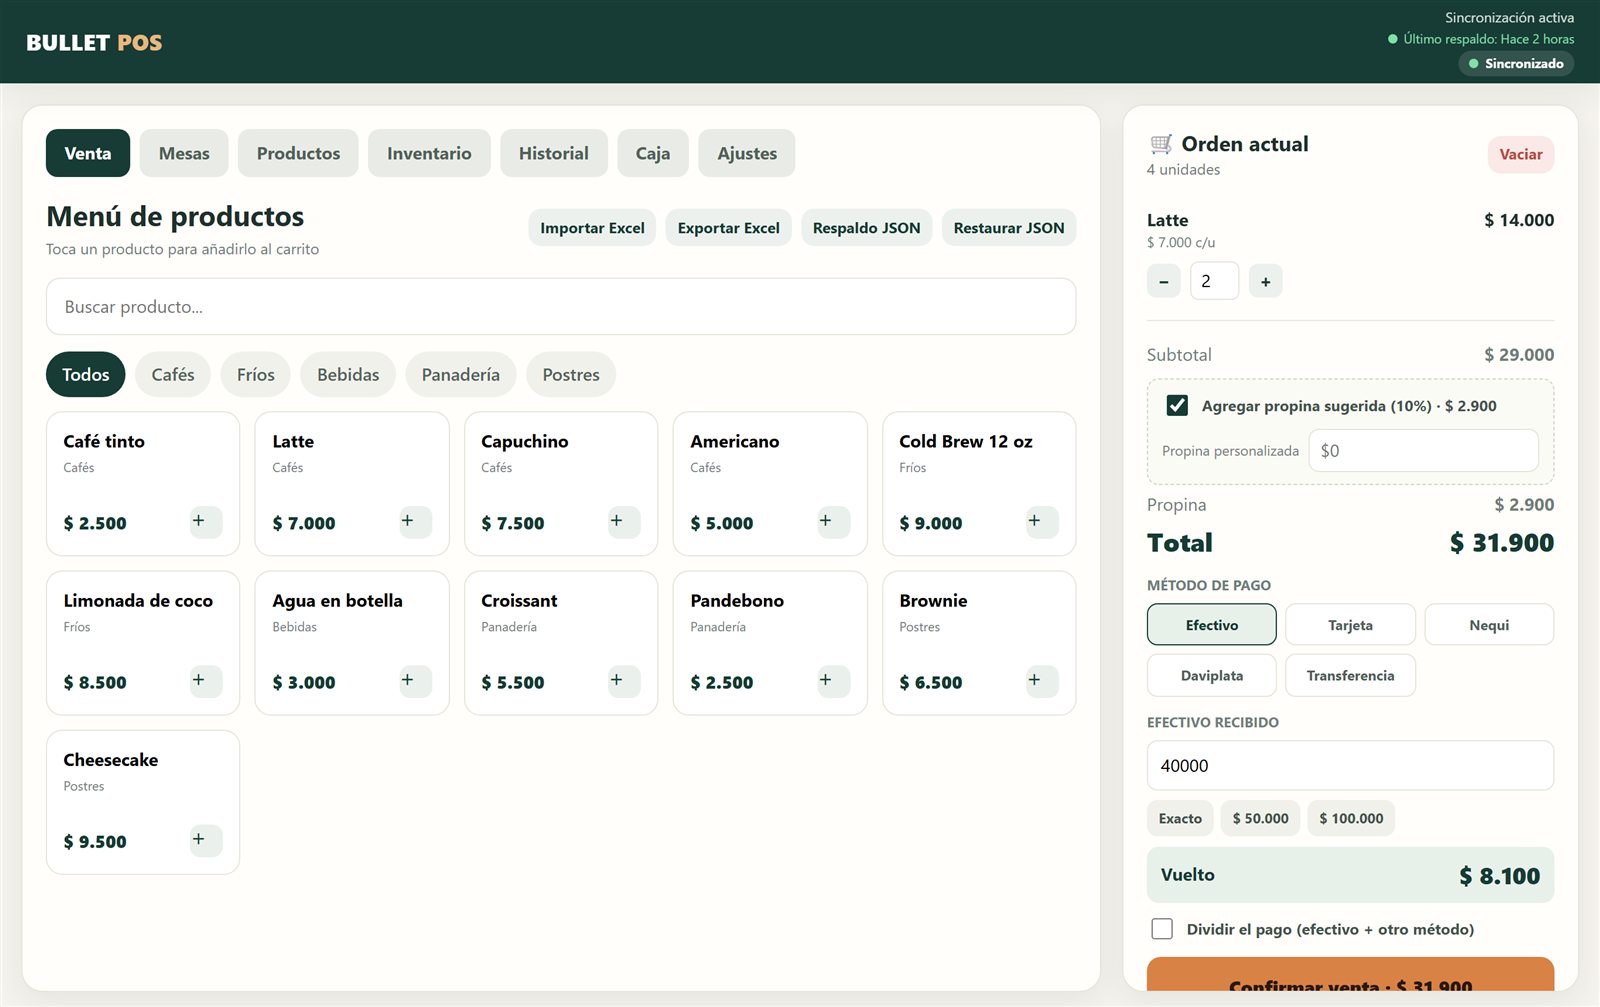 BULLET POS
Sincronización activa
Último respaldo: Hace 2 horas
Sincronizado
Venta
Mesas
Productos
Inventario
Historial
Caja
Ajustes
Menú de productos
Toca un producto para añadirlo al carrito
Importar Excel
Exportar Excel
Respaldo JSON
Restaurar JSON
Buscar producto...
Todos
Cafés
Fríos
Bebidas
Panadería
Postres
Café tinto
Cafés
$ 2.500
+
Latte
Cafés
$ 7.000
+
Capuchino
Cafés
$ 7.500
+
Americano
Cafés
$ 5.000
+
Cold Brew 12 oz
Fríos
$ 9.000
+
Limonada de coco
Fríos
$ 8.500
+
Agua en botella
Bebidas
$ 3.000
+
Croissant
Panadería
$ 5.500
+
Pandebono
Panadería
$ 2.500
+
Brownie
Postres
$ 6.500
+
Cheesecake
Postres
$ 9.500
+
Orden actual
4 unidades
Vaciar
Latte
$ 14.000
$ 7.000 c/u
− 2 +
Subtotal
$ 29.000
Agregar propina sugerida (10%) · $ 2.900
Propina personalizada
$0
Propina
$ 2.900
Total
$ 31.900
MÉTODO DE PAGO
Efectivo
Tarjeta
Nequi
Daviplata
Transferencia
EFECTIVO RECIBIDO
40000
Exacto
$ 50.000
$ 100.000
Vuelto
$ 8.100
Dividir el pago (efectivo + otro método)
Confirmar venta · $ 31.900